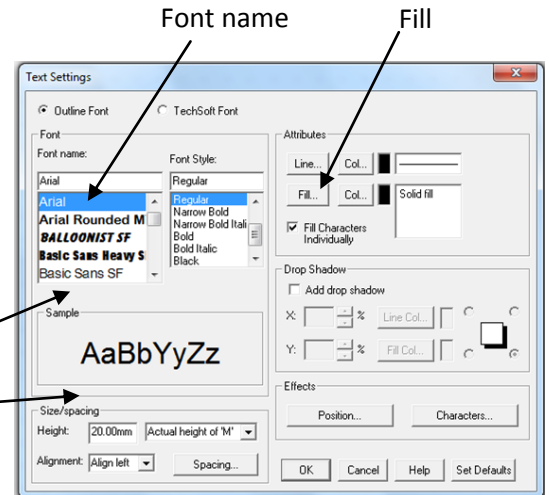 Font name Fill
Text Settings
Outline Font TechSoft Font
Font
Font name: Font Style:
Arial Regular
Arial
Arial Rounded M
BALLOONIST SF
Basic Sans Heavy S
Basic Sans SF
Regular
Narrow Bold
Narrow Bold Itali
Bold
Bold Italic
Black
Sample
AaBbYyZz
Size/spacing
Height: 20.00mm Actual height of 'M'
Alignment: Align left Spacing...
Attributes
Line... Col...
Fill... Col... Solid fill
Fill Characters
Individually
Drop Shadow
Add drop shadow
X: % Line Col...
Y: % Fill Col...
Effects
Position... Characters...
OK Cancel Help Set Defaults